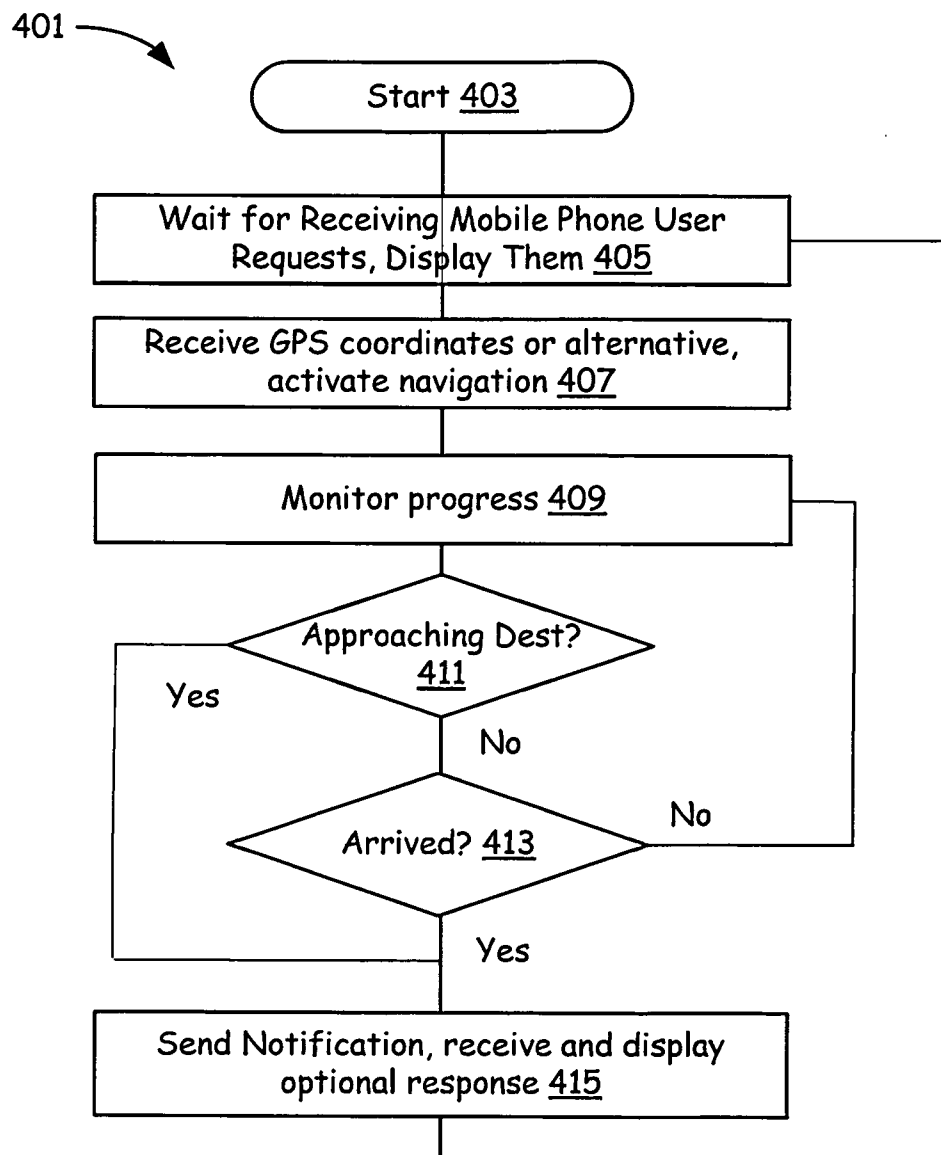 401
Start 403
Wait for Receiving Mobile Phone User
Requests, Display Them 405
Receive GPS coordinates or alternative,
activate navigation 407
Monitor progress 409
Approaching Dest?
411
Yes
No
Arrived? 413
No
Yes
Send Notification, receive and display
optional response 415